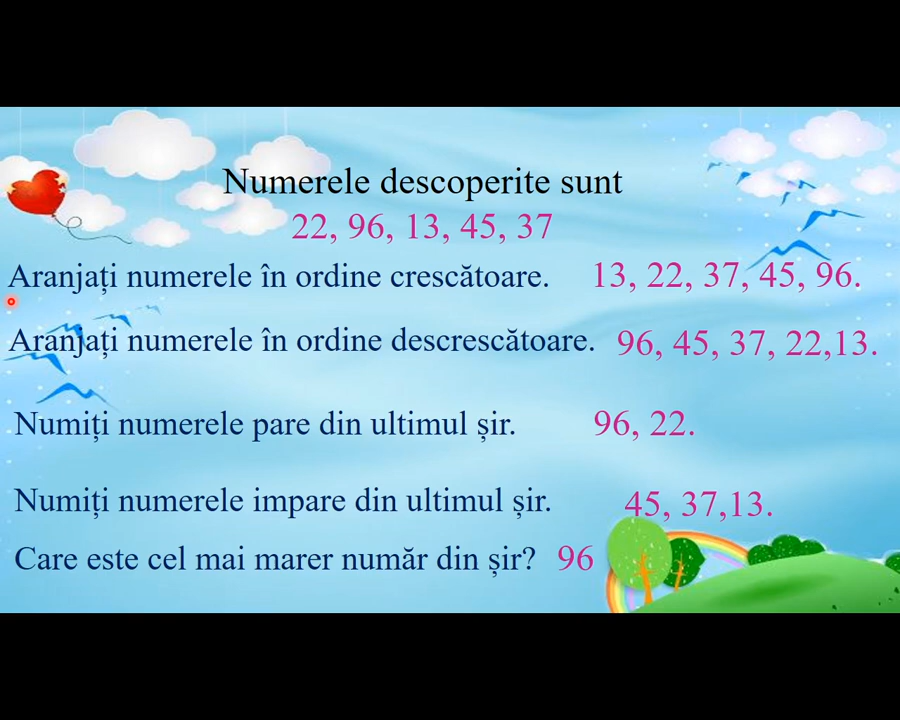 Numerele descoperite sunt
22, 96, 13, 45, 37
Aranjați numerele în ordine crescătoare. 13, 22, 37, 45, 96.
Aranjați numerele în ordine descrescătoare. 96, 45, 37, 22,13.
Numiți numerele pare din ultimul șir. 96, 22.
Numiți numerele impare din ultimul șir. 45, 37,13.
Care este cel mai marer număr din șir? 96